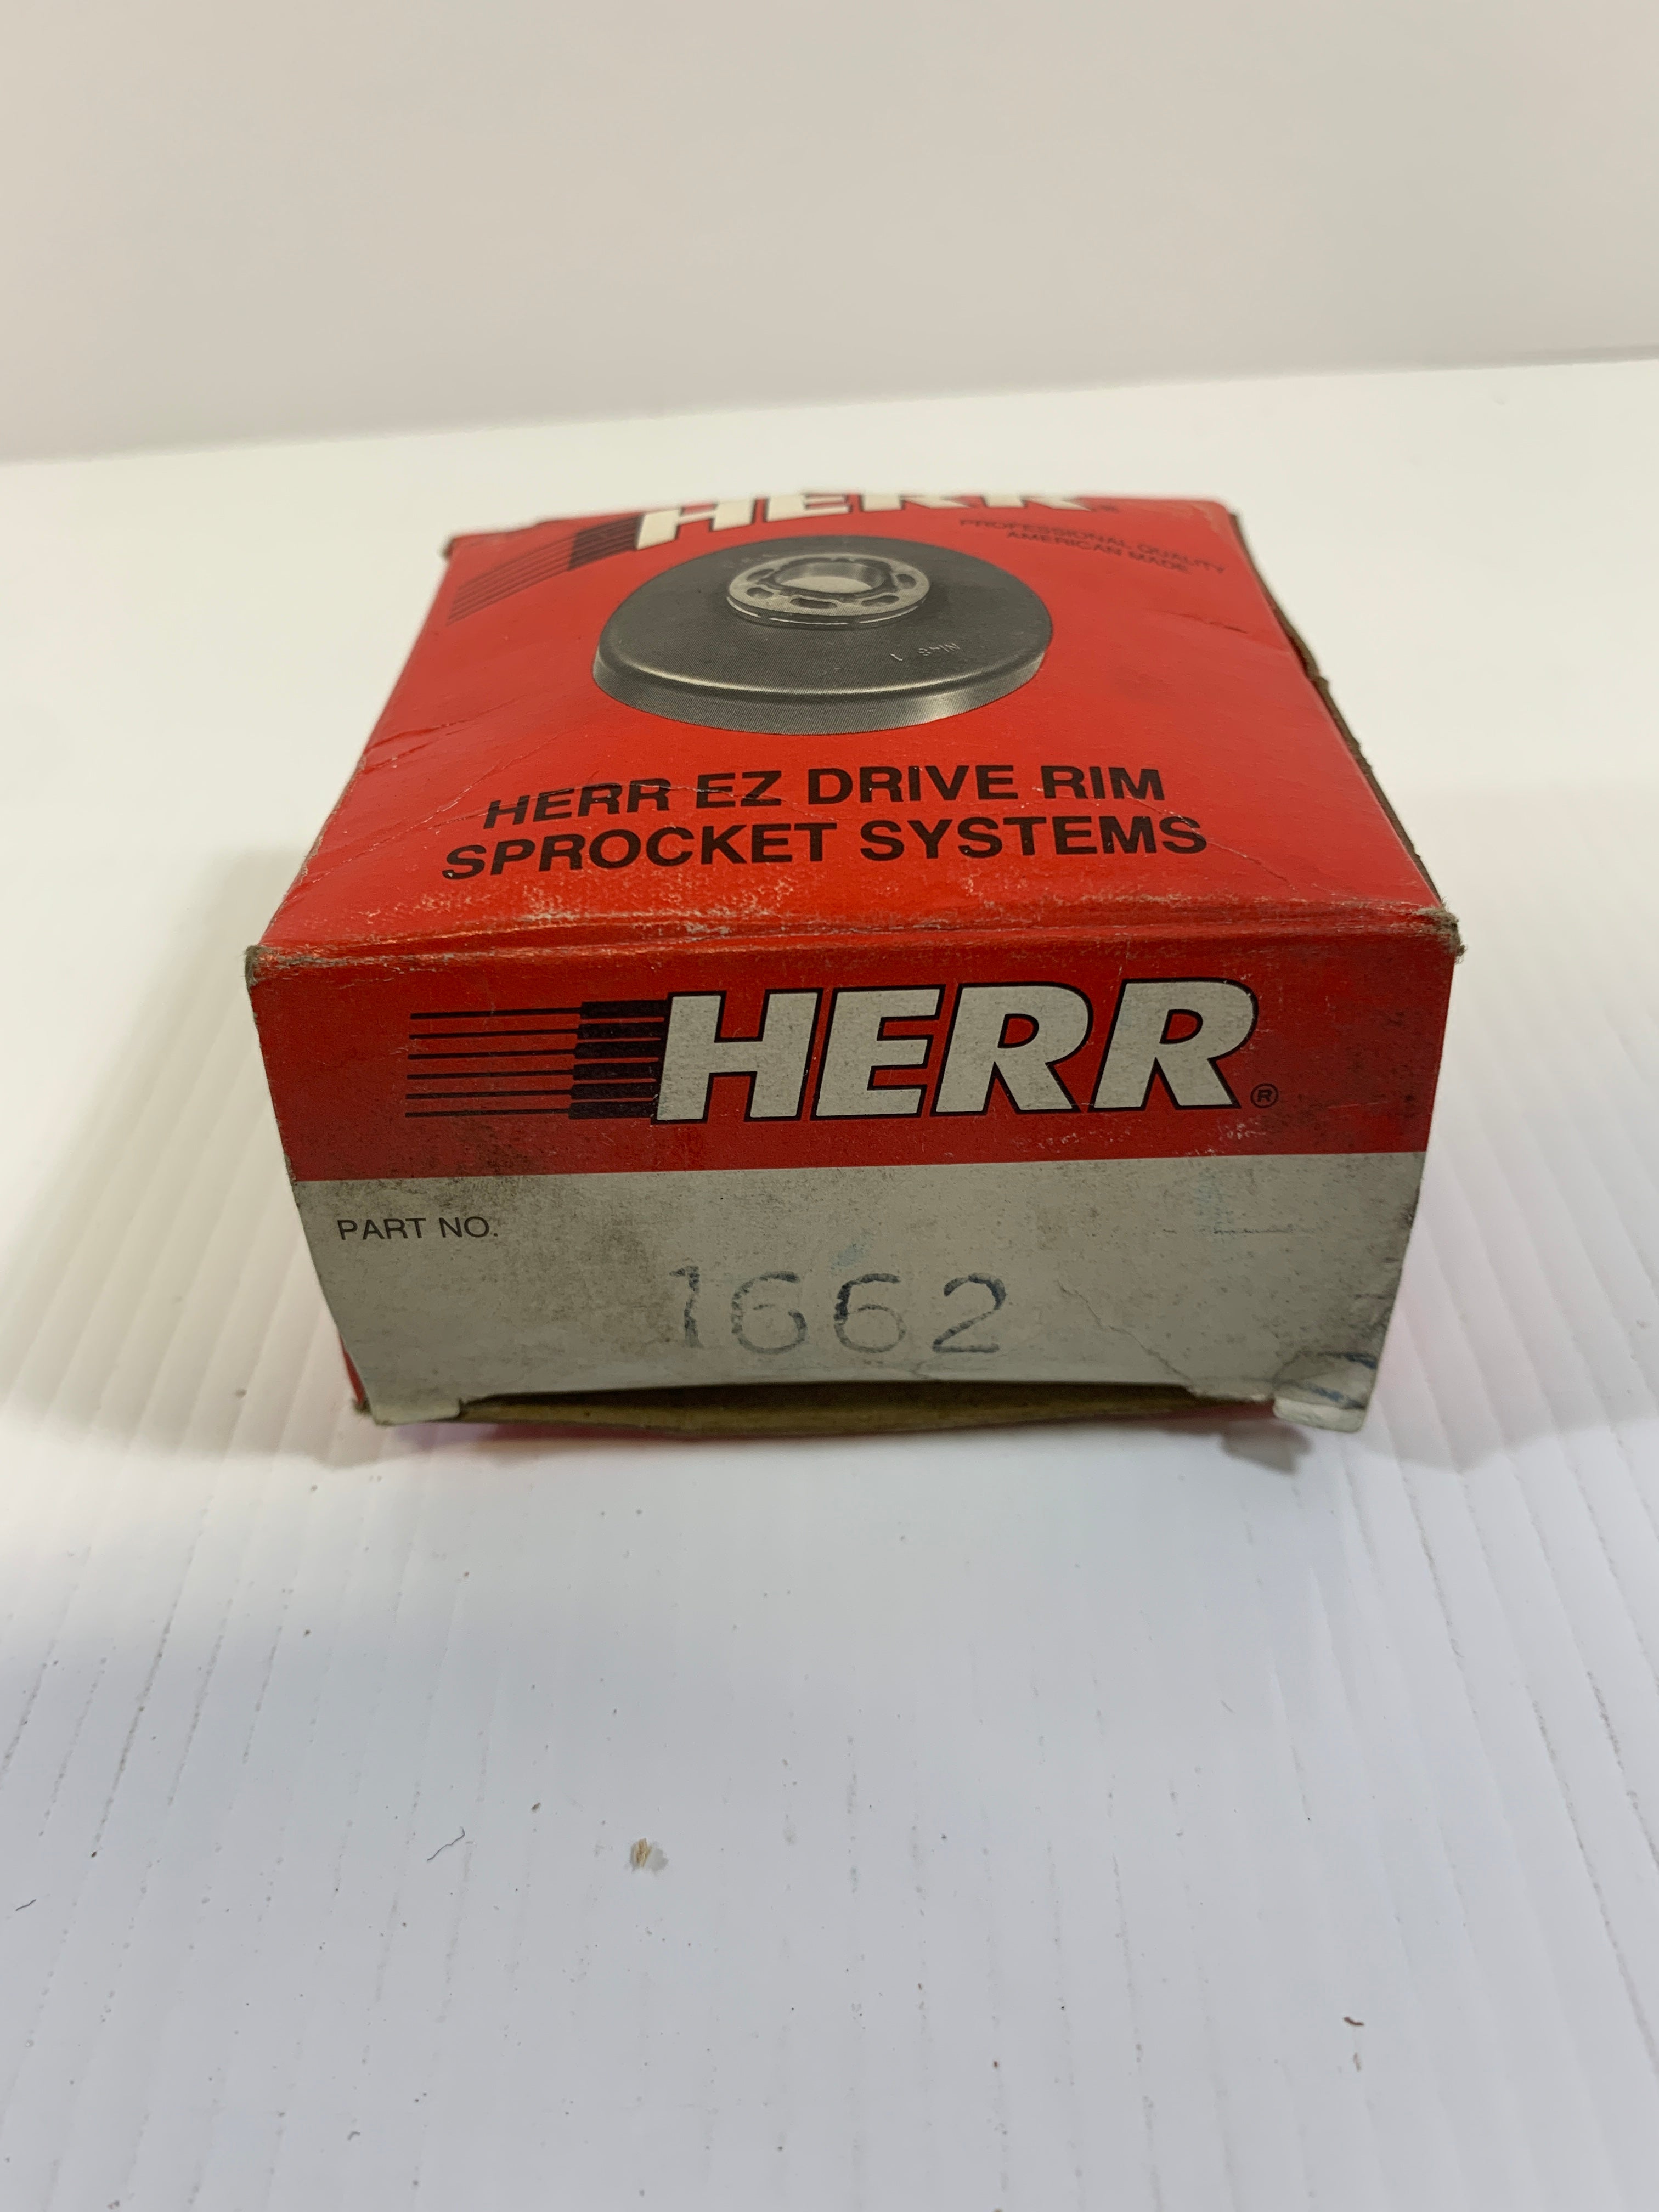 HERR®
PROFESSIONAL QUALITY
AMERICAN MADE
HERR EZ DRIVE RIM
SPROCKET SYSTEMS
HERR®
PART NO.
1662